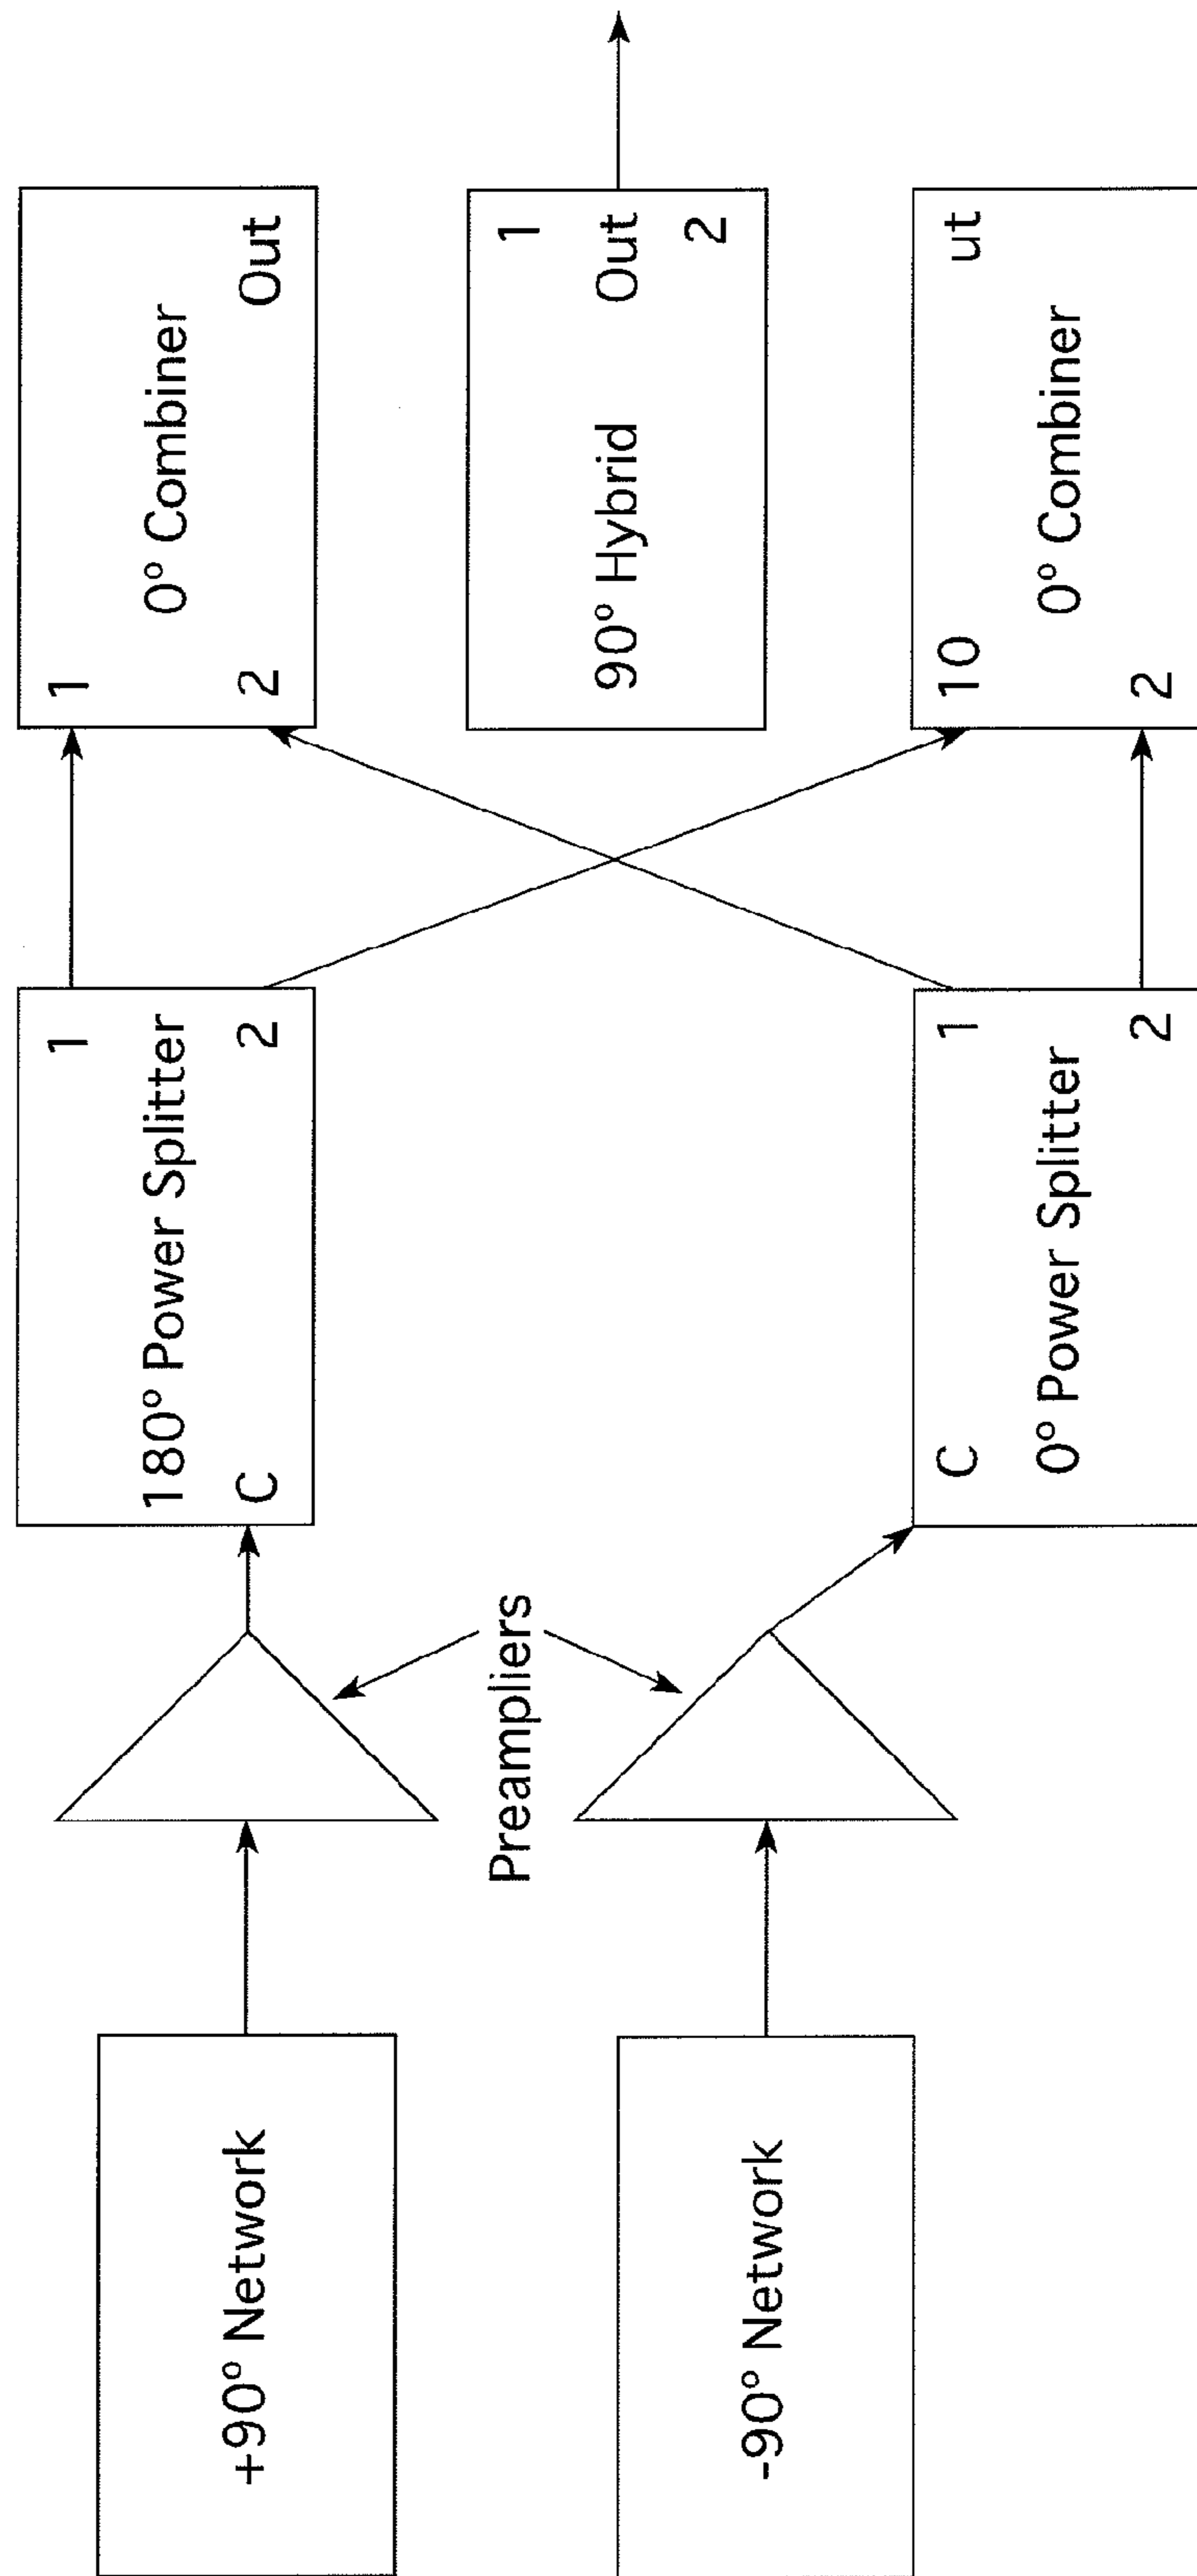 +90° Network
-90° Network
Preampliers
180° Power Splitter
C
1
2
C
0° Power Splitter
1
2
1
0° Combiner
2
Out
90° Hybrid
1
Out
2
10
ut
0° Combiner
2